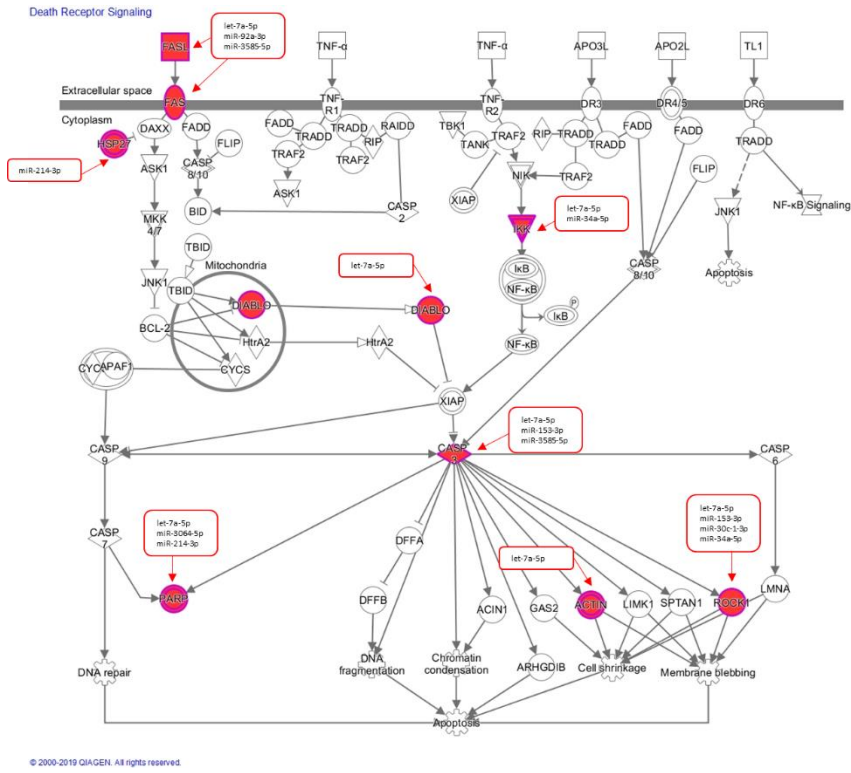 Death Receptor Signaling
let-7a-5p
miR-92a-3p
miR-3585-5p
FASL
TNF-α
TNF-α
APO3L
APO2L
TL1
Extracellular space
Cytoplasm
FAS
TNF-
R1
TNF-
R2
DR3
DR4/5
DR6
HSP27
DAXX
FADD
FADD
TRADD
TRADD
RIP
RAIDD
TBK1
TANK
TRAF2
RIP
TRADD
TRADD
FADD
FADD
TRADD
miR-214-3p
ASK1
CASP
8/10
FLIP
TRAF2
TRAF2
ASK1
NIK
TRAF2
FLIP
BID
CASP
2
XIAP
JNK1
NF-κB Signaling
MKK
4/7
let-7a-5p
miR-34a-5p
IKK
TBID
Mitochondria
let-7a-5p
IκB
NF-κB
CASP
8/10
Apoptosis
JNK1
TBID
DIABLO
DIABLO
P
IκB
BCL-2
HtrA2
HtrA2
NF-κB
CYC
APAF1
CYCS
XIAP
let-7a-5p
miR-153-3p
miR-3585-5p
CASP
9
CASP
3
CASP
6
let-7a-5p
miR-3064-5p
miR-214-3p
let-7a-5p
miR-153-3p
miR-30c-1-3p
miR-34a-5p
CASP
7
DFFA
let-7a-5p
PARP
DFFB
ACIN1
GAS2
ACTIN
LIMK1
SPTAN1
ROCK1
LMNA
DNA repair
DNA
fragmentation
Chromatin
condensation
ARHGDIB
Cell shrinkage
Membrane blebbing
Apoptosis
© 2000-2019 QIAGEN. All rights reserved.